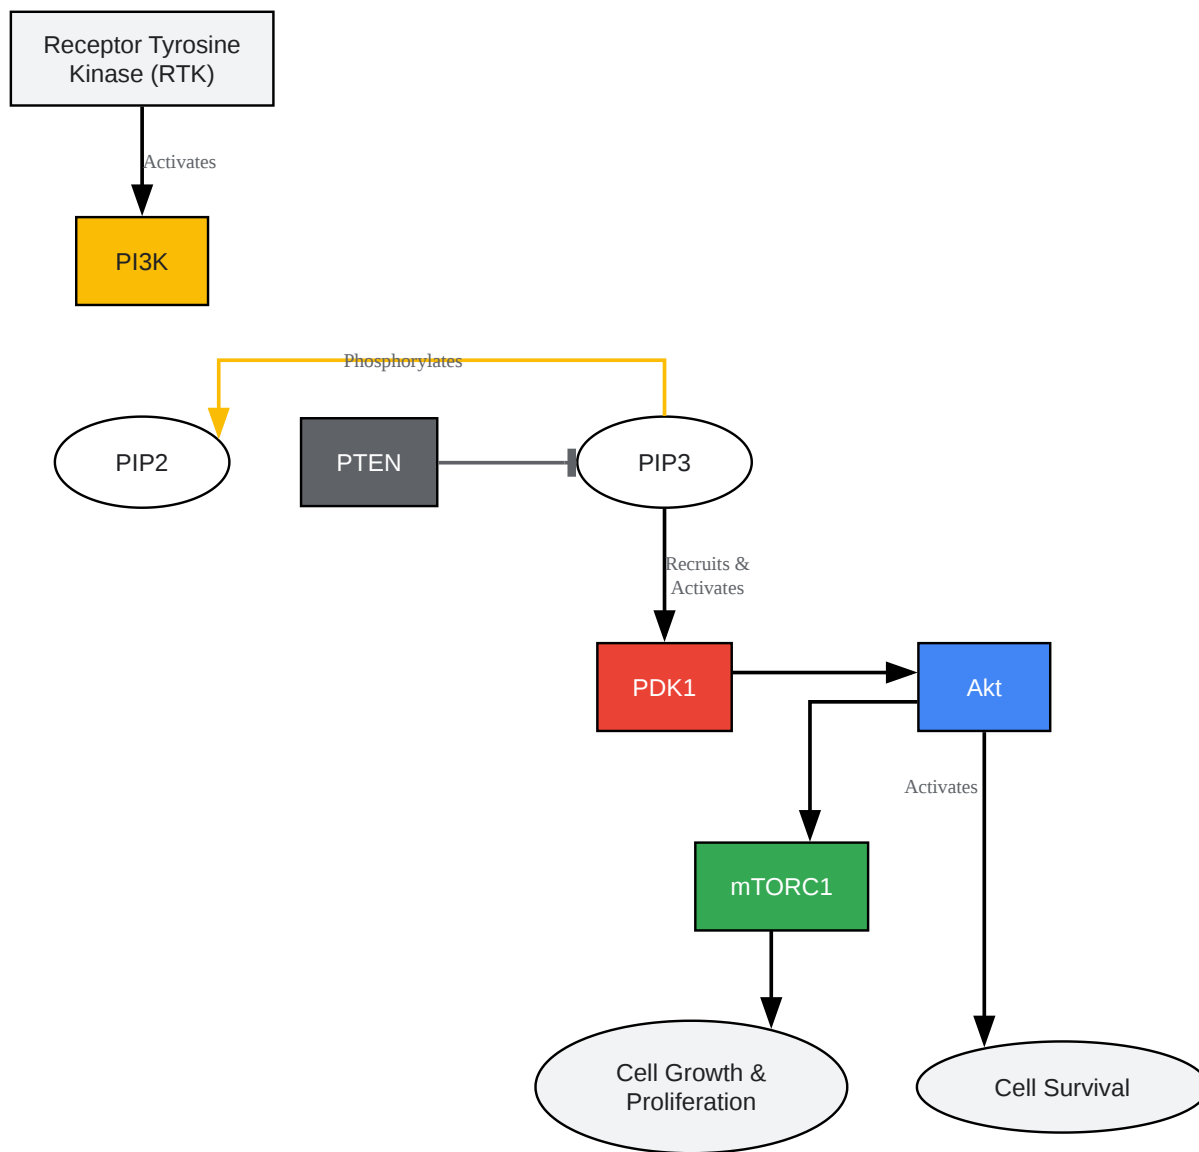 Receptor Tyrosine
Kinase (RTK)
Activates
PI3K
Phosphorylates
PIP2
PTEN
PIP3
Recruits &
Activates
PDK1
Akt
Activates
mTORC1
Cell Growth &
Proliferation
Cell Survival